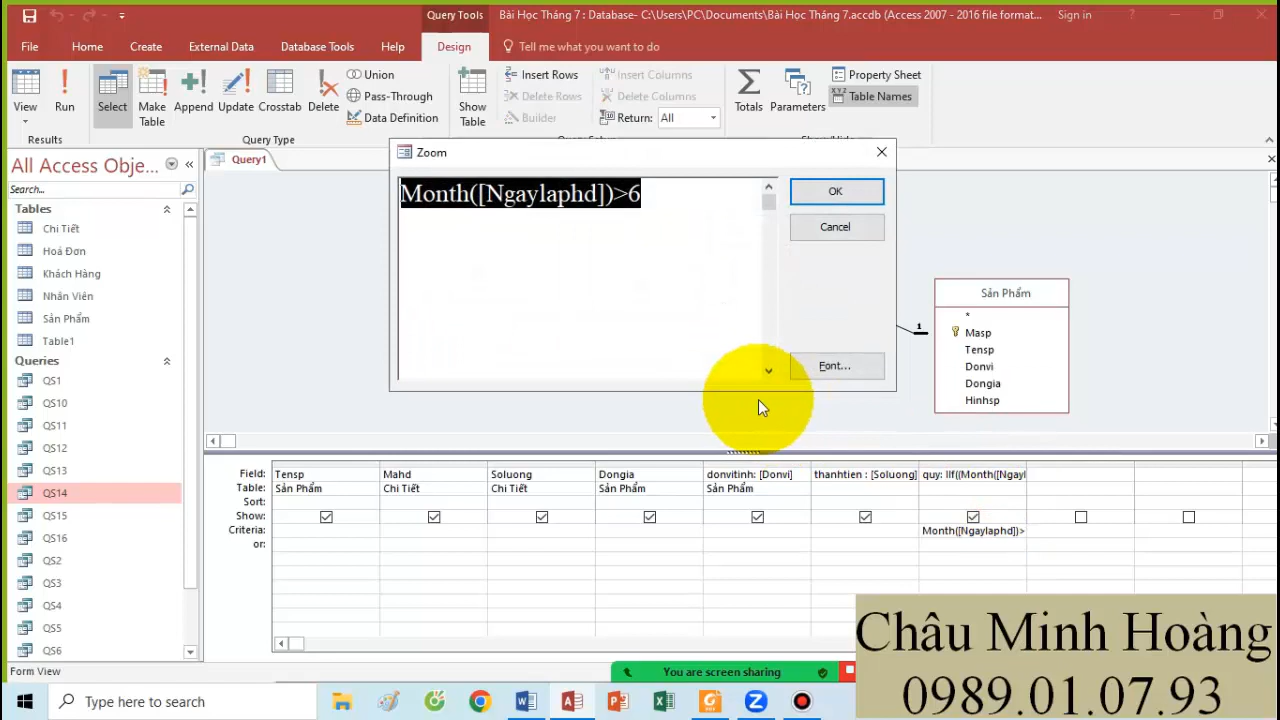 Query Tools
Bài Học Tháng 7 : Database- C:\Users\PC\Documents\Bài Học Tháng 7.accdb (Access 2007 - 2016 file format...
Sign in
File Home Create External Data Database Tools Help Design Tell me what you want to do
View
Run
Select
Make Table
Append
Update
Crosstab
Delete
Union
Pass-Through
Data Definition
Show Table
Insert Rows
Delete Rows
Builder
Insert Columns
Delete Columns
Return: All
Totals
Parameters
Property Sheet
Table Names
Results
Query Type
All Access Obje...
Search...
Tables
Chi Tiết
Hoá Đơn
Khách Hàng
Nhân Viên
Sản Phẩm
Table1
Queries
QS1
QS10
QS11
QS12
QS13
QS14
QS15
QS16
QS2
QS3
QS4
QS5
QS6
Query1
Zoom
Month([Ngaylaphd])>6
OK
Cancel
Font...
1
Sản Phẩm
*
Masp
Tensp
Donvi
Dongia
Hinhsp
Field: Tensp Mahd Soluong Dongia donvitinh: [Donvi] thanhtien : [Soluong] quy: IIf((Month([Ngayl
Table: Sản Phẩm Chi Tiết Chi Tiết Sản Phẩm Sản Phẩm
Sort:
Show:
Criteria: Month([Ngaylaphd])>
or:
Châu Minh Hoàng
0989.01.07.93
Form View
You are screen sharing
Type here to search